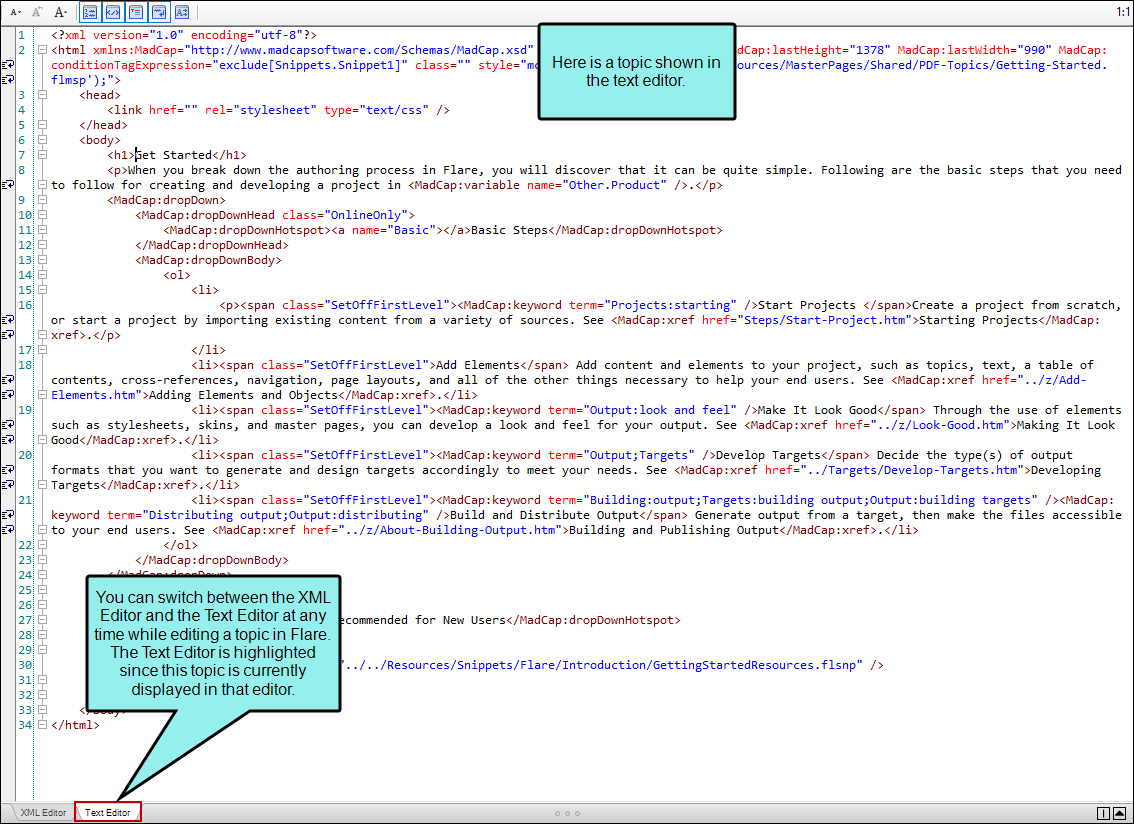 A A A 1:1
1 <?xml version="1.0" encoding="utf-8"?>
2 <html xmlns:MadCap="http://www.madcapsoftware.com/Schemas/MadCap.xsd" dCap:lastHeight="1378" MadCap:lastWidth="990" MadCap:
conditionTagExpression="exclude[Snippets.Snippet1]" class="" style="mc ources/MasterPages/Shared/PDF-Topics/Getting-Started.
flmsp');">
Here is a topic shown in
the text editor.
3 <head>
4 <link href="" rel="stylesheet" type="text/css" />
5 </head>
6 <body>
7 <h1>Get Started</h1>
8 <p>When you break down the authoring process in Flare, you will discover that it can be quite simple. Following are the basic steps that you need
to follow for creating and developing a project in <MadCap:variable name="Other.Product" />.</p>
9 <MadCap:dropDown>
10 <MadCap:dropDownHead class="OnlineOnly">
11 <MadCap:dropDownHotspot><a name="Basic"></a>Basic Steps</MadCap:dropDownHotspot>
12 </MadCap:dropDownHead>
13 <MadCap:dropDownBody>
14 <ol>
15 <li>
16 <p><span class="SetOffFirstLevel"><MadCap:keyword term="Projects:starting" />Start Projects </span>Create a project from scratch,
or start a project by importing existing content from a variety of sources. See <MadCap:xref href="Steps/Start-Project.htm">Starting Projects</MadCap:
xref>.</p>
17 </li>
18 <li><span class="SetOffFirstLevel">Add Elements</span> Add content and elements to your project, such as topics, text, a table of
contents, cross-references, navigation, page layouts, and all of the other things necessary to help your end users. See <MadCap:xref href="../z/Add-
Elements.htm">Adding Elements and Objects</MadCap:xref>.</li>
19 <li><span class="SetOffFirstLevel"><MadCap:keyword term="Output:look and feel" />Make It Look Good</span> Through the use of elements
such as stylesheets, skins, and master pages, you can develop a look and feel for your output. See <MadCap:xref href="../z/Look-Good.htm">Making It Look
Good</MadCap:xref>.</li>
20 <li><span class="SetOffFirstLevel"><MadCap:keyword term="Output;Targets" />Develop Targets</span> Decide the type(s) of output
formats that you want to generate and design targets accordingly to meet your needs. See <MadCap:xref href="../Targets/Develop-Targets.htm">Developing
Targets</MadCap:xref>.</li>
21 <li><span class="SetOffFirstLevel"><MadCap:keyword term="Building:output;Targets:building output;Output:building targets" /><MadCap:
keyword term="Distributing output;Output:distributing" />Build and Distribute Output</span> Generate output from a target, then make the files accessible
to your end users. See <MadCap:xref href="../z/About-Building-Output.htm">Building and Publishing Output</MadCap:xref>.</li>
22 </ol>
23 </MadCap:dropDownBody>
24 </MadCap:dropDown>
25
26
27 ecommended for New Users</MadCap:dropDownHotspot>
28
29
30 "../../Resources/Snippets/Flare/Introduction/GettingStartedResources.flsnp" />
31
32
33 </body>
34 </html>
You can switch between the XML
Editor and the Text Editor at any
time while editing a topic in Flare.
The Text Editor is highlighted
since this topic is currently
displayed in that editor.
XML Editor Text Editor